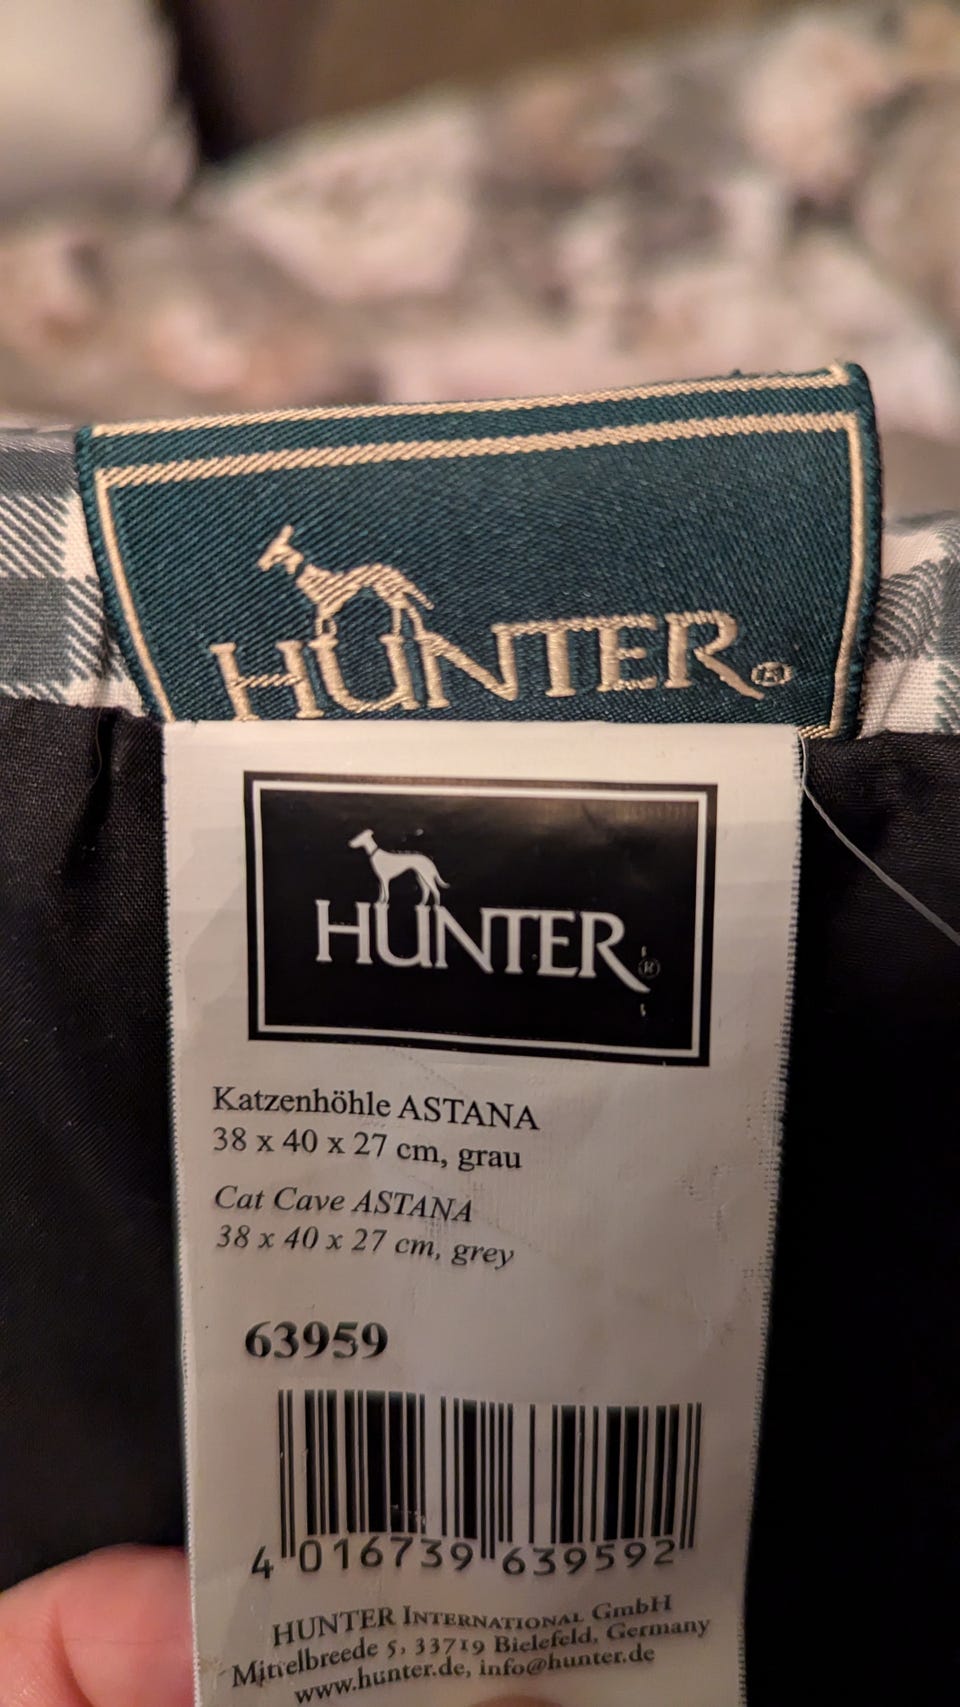 HUNTER®
HUNTER®
Katzenhöhle ASTANA
38 x 40 x 27 cm, grau
Cat Cave ASTANA
38 x 40 x 27 cm, grey
63959
4 016739 639592
HUNTER INTERNATIONAL GmbH
Mittelbreede 5, 33719 Bielefeld, Germany
www.hunter.de, info@hunter.de